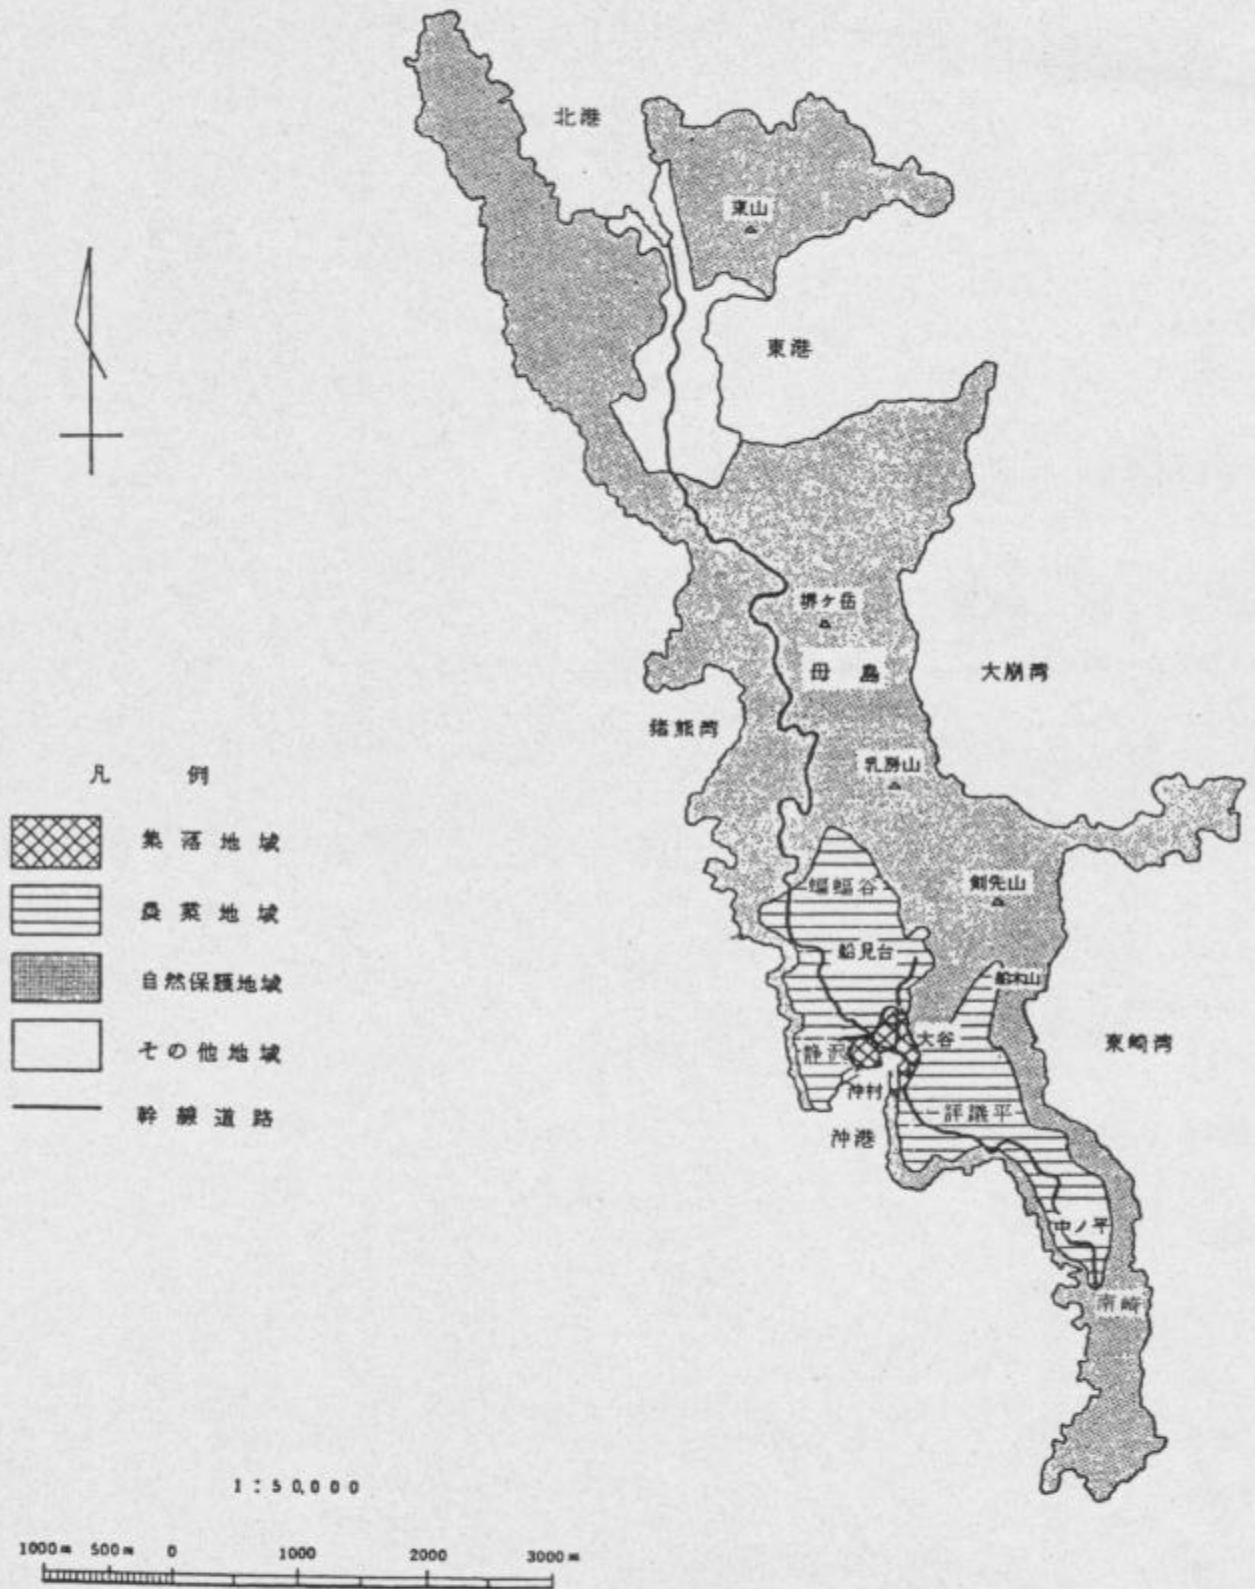 北港
東山
東港
堺ヶ岳
母島
大崩湾
猪熊湾
乳房山
凡例
集落地域
蝙蝠谷
剣先山
農業地域
船見台
船木山
自然保護地域
大谷
東崎湾
その他地域
静沢
沖村
評議平
幹線道路
沖港
中ノ平
南崎
1:50,000
1000m 500m 0 1000 2000 3000m